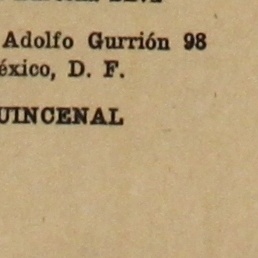 Adolfo Gurrión 98
éxico, D. F.
UINCENAL